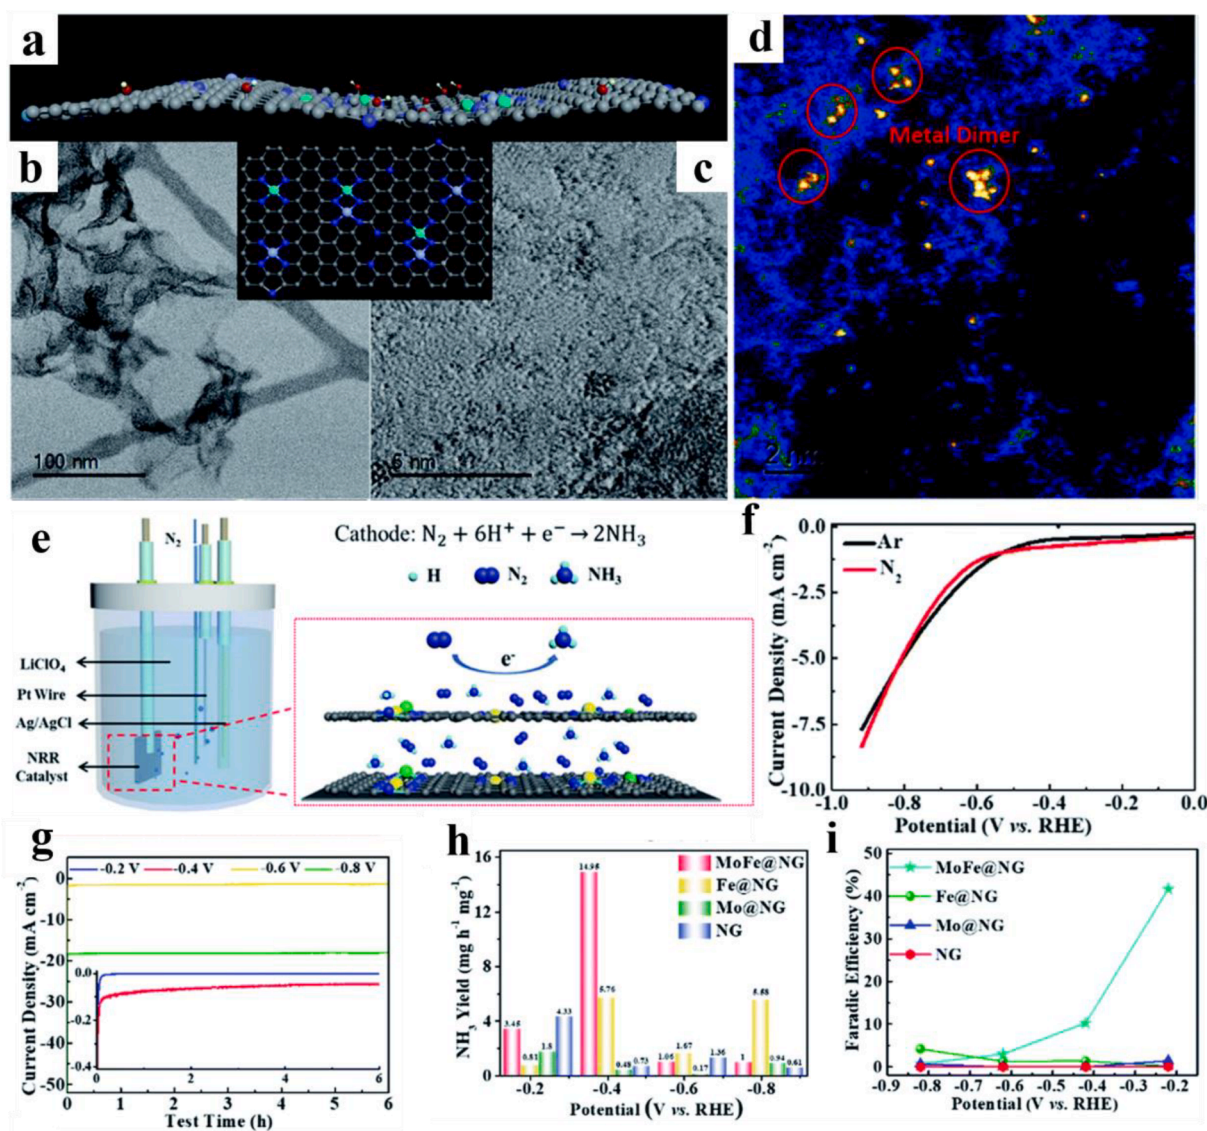 a
b
100 nm
c
6 nm
d
Metal Dimer
e
N2
Cathode: N2 + 6H+ + e− → 2NH3
H
N2
NH3
LiClO4
Pt Wire
Ag/AgCl
NRR
Catalyst
e-
f
Ar
N2
0.0
-2.5
-5.0
-7.5
-10.0
-1.0 -0.8 -0.6 -0.4 -0.2 0.0
Current Density (mA cm-2)
Potential (V vs. RHE)
g
-0.2 V -0.4 V -0.6 V -0.8 V
0
-10
-20
-30
-40
-50
0.0
-0.2
-0.4
0 6
0 1 2 3 4 5 6
Current Density (mA cm-2)
Test Time (h)
h
MoFe@NG
Fe@NG
Mo@NG
NG
16
12
8
4
0
3.45 0.81 1.8 4.33
14.95 5.76 0.48 0.73
1.05 1.67 0.17 1.36
1 5.58 0.94 0.61
-0.2 -0.4 -0.6 -0.8
NH3 Yield (mg h-1 mg-1)
Potential (V vs. RHE)
i
MoFe@NG
Fe@NG
Mo@NG
NG
50
40
30
20
10
0
-0.9 -0.8 -0.7 -0.6 -0.5 -0.4 -0.3 -0.2
Faradic Efficiency (%)
Potential (V vs. RHE)